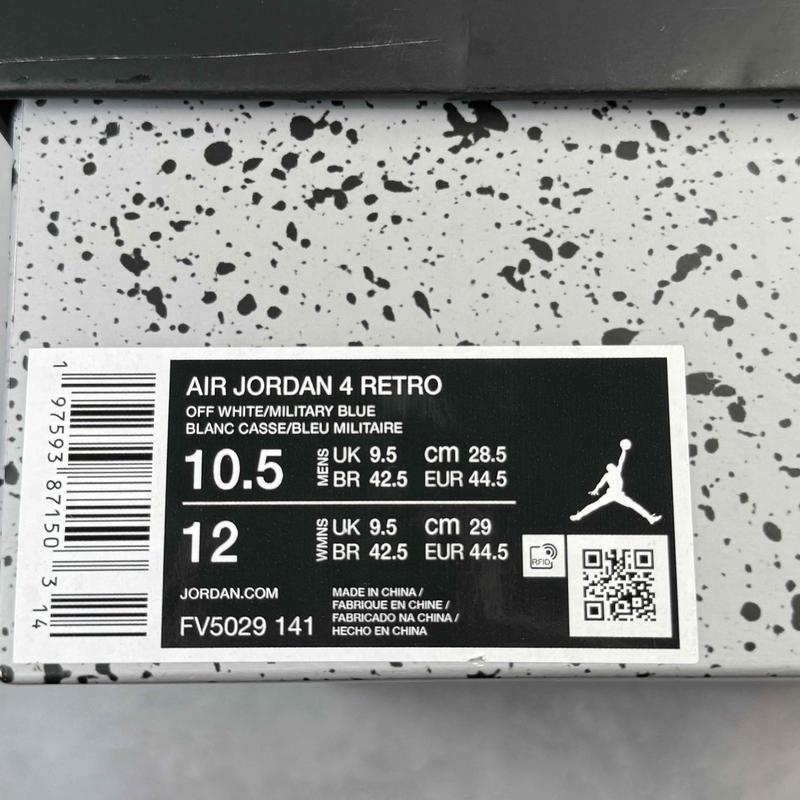 AIR JORDAN 4 RETRO
OFF WHITE/MILITARY BLUE
BLANC CASSE/BLEU MILITAIRE
10.5 MENS UK 9.5 cm 28.5
BR 42.5 EUR 44.5
12 WMNS UK 9.5 cm 29
BR 42.5 EUR 44.5
RFID
JORDAN.COM
FV5029 141
MADE IN CHINA /
FABRIQUE EN CHINE /
FABRICADO NA CHINA /
HECHO EN CHINA
1 97593 87150 3 14